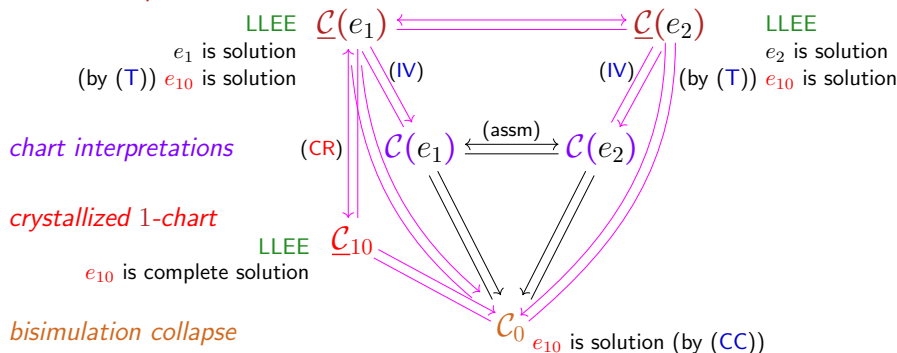 LLEE C(e₁) C(e₂) LLEE
e₁ is solution e₂ is solution
(by (T)) e₁₀ is solution (IV) (IV) (by (T)) e₁₀ is solution
(assm)
chart interpretations (CR) C(e₁) C(e₂)
crystallized 1-chart
LLEE C₁₀
e₁₀ is complete solution
bisimulation collapse C₀ e₁₀ is solution (by (CC))